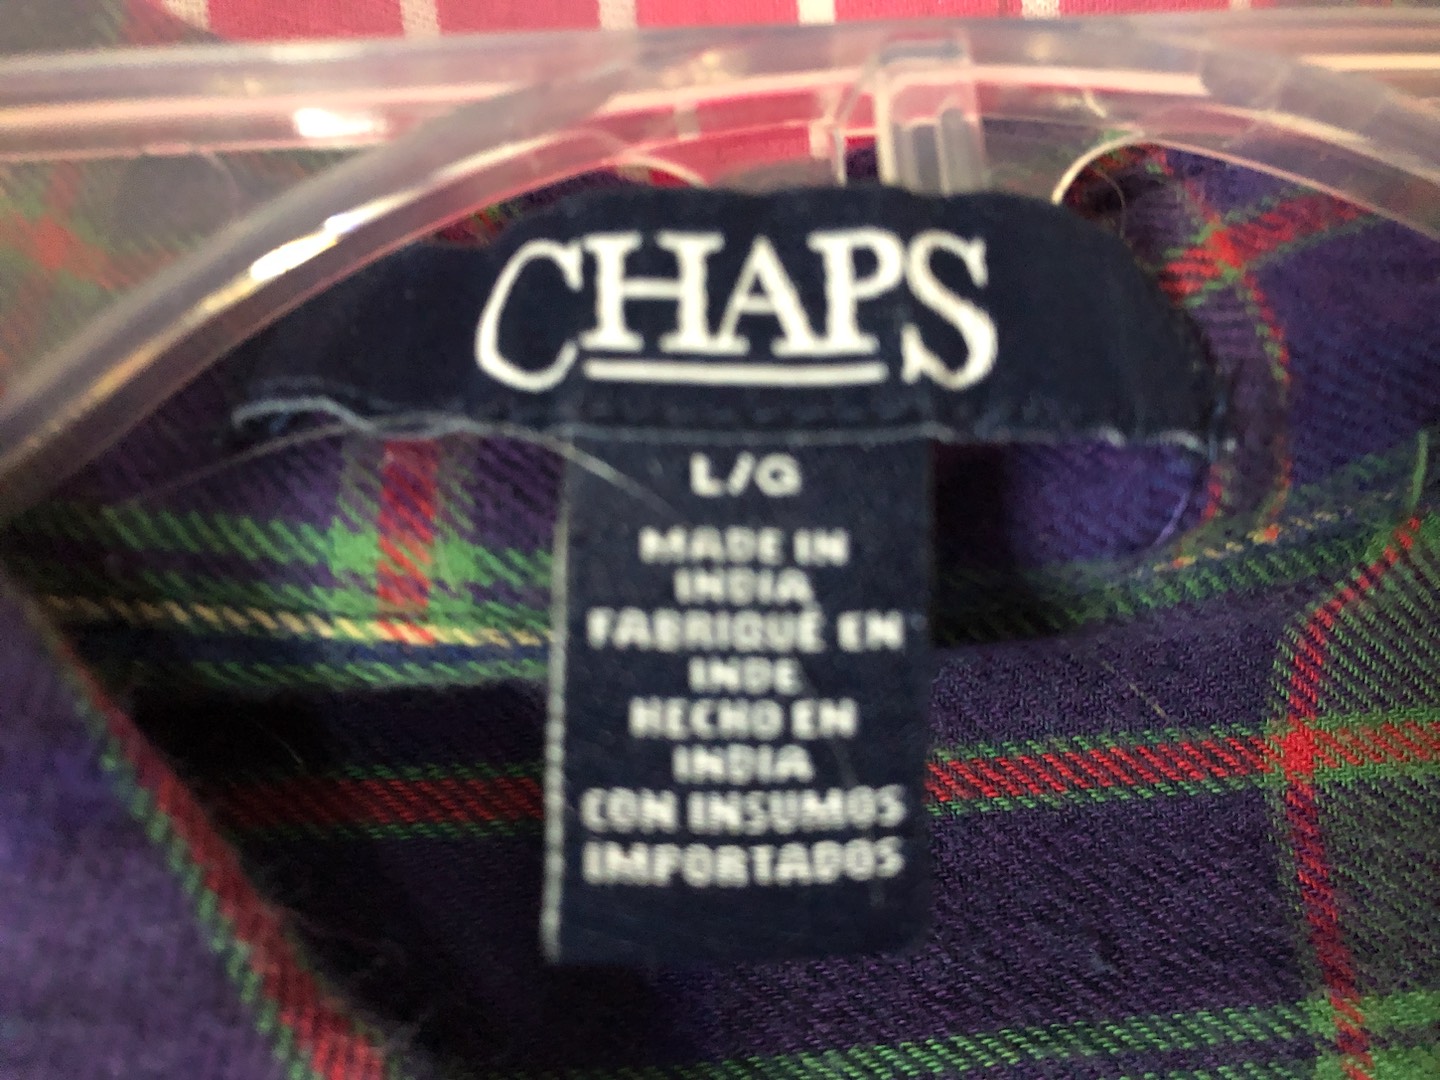 CHAPS
L/G
MADE IN
INDIA
FABRIQUÉ EN
INDE
HECHO EN
INDIA
CON INSUMOS
IMPORTADOS